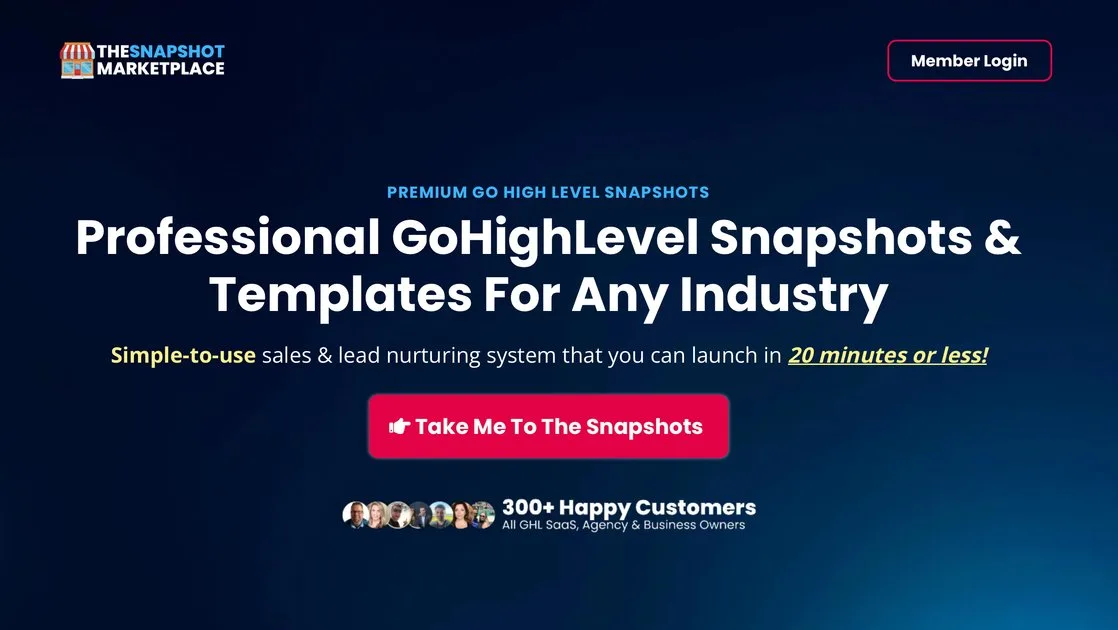 THESNAPSHOT
MARKETPLACE
Member Login
PREMIUM GO HIGH LEVEL SNAPSHOTS
Professional GoHighLevel Snapshots &
Templates For Any Industry
Simple-to-use sales & lead nurturing system that you can launch in 20 minutes or less!
Take Me To The Snapshots
300+ Happy Customers
All GHL SaaS, Agency & Business Owners